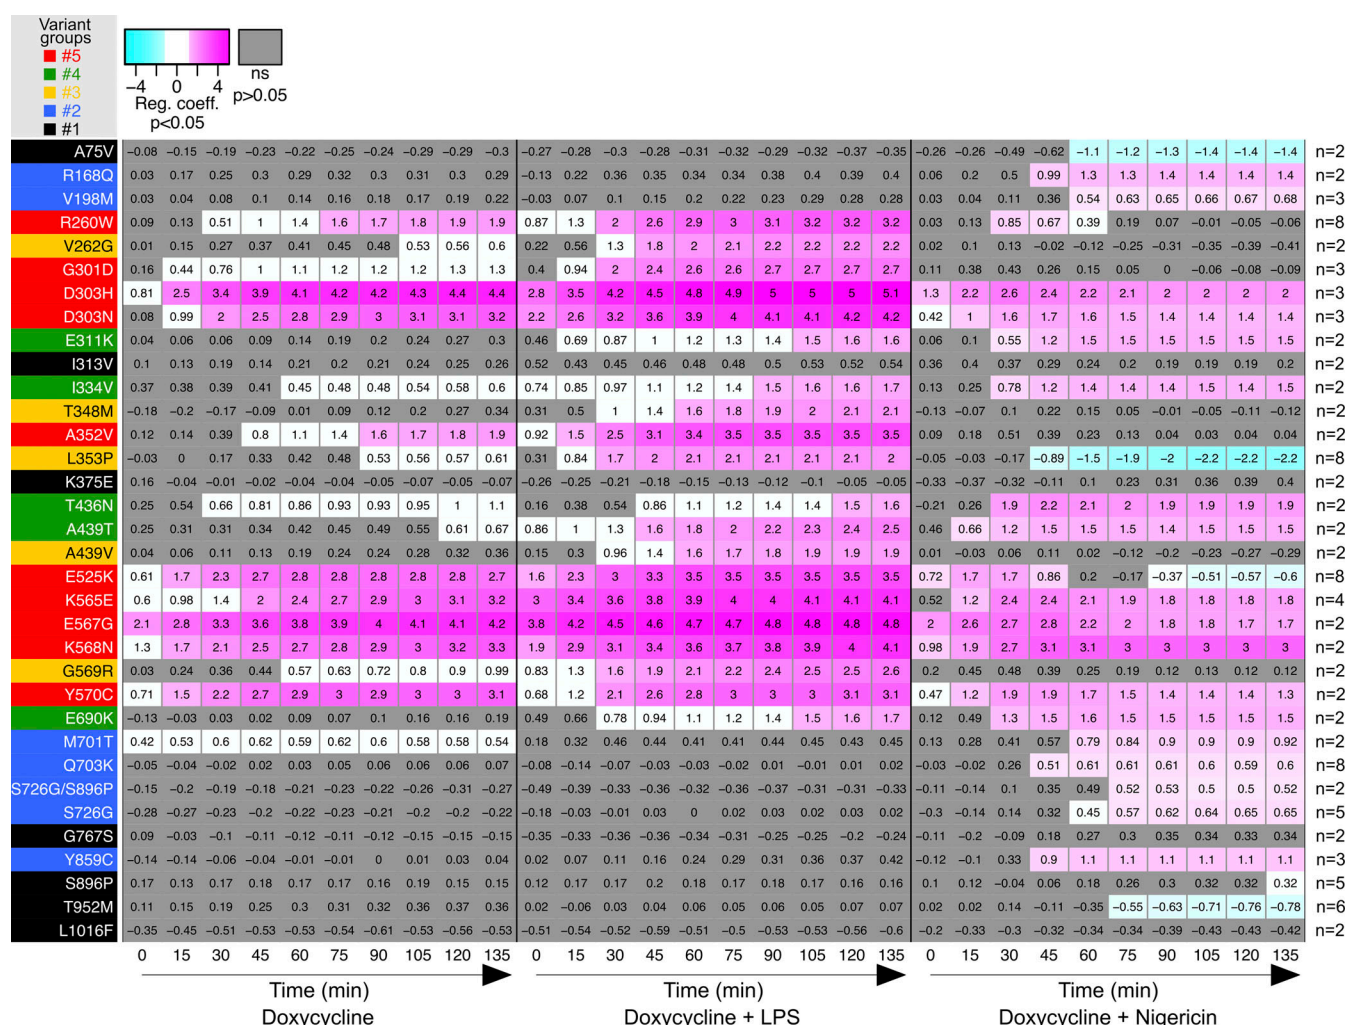 Variant
groups
#5
#4
#3
#2
#1
−4 0 4
Reg. coeff.
p<0.05
ns
p>0.05
A75V −0.08 −0.15 −0.19 −0.23 −0.22 −0.25 −0.24 −0.29 −0.29 −0.3 −0.27 −0.28 −0.3 −0.28 −0.31 −0.32 −0.29 −0.32 −0.37 −0.35 −0.26 −0.26 −0.49 −0.62 −1.1 −1.2 −1.3 −1.4 −1.4 −1.4 n=2
R168Q 0.03 0.17 0.25 0.3 0.29 0.32 0.3 0.31 0.3 0.29 −0.13 0.22 0.36 0.35 0.34 0.34 0.38 0.4 0.39 0.4 0.06 0.2 0.5 0.99 1.3 1.3 1.4 1.4 1.4 1.4 n=2
V198M 0.03 0.04 0.08 0.1 0.14 0.16 0.18 0.17 0.19 0.22 −0.03 0.07 0.1 0.15 0.2 0.22 0.23 0.29 0.28 0.28 0.03 0.04 0.11 0.36 0.54 0.63 0.65 0.66 0.67 0.68 n=3
R260W 0.09 0.13 0.51 1 1.4 1.6 1.7 1.8 1.9 1.9 0.87 1.3 2 2.6 2.9 3 3.1 3.2 3.2 3.2 0.03 0.13 0.85 0.67 0.39 0.19 0.07 −0.01 −0.05 −0.06 n=8
V262G 0.01 0.15 0.27 0.37 0.41 0.45 0.48 0.53 0.56 0.6 0.22 0.56 1.3 1.8 2 2.1 2.2 2.2 2.2 2.2 0.02 0.1 0.13 −0.02 −0.12 −0.25 −0.31 −0.35 −0.39 −0.41 n=2
G301D 0.16 0.44 0.76 1 1.1 1.2 1.2 1.2 1.3 1.3 0.4 0.94 2 2.4 2.6 2.6 2.7 2.7 2.7 2.7 0.11 0.38 0.43 0.26 0.15 0.05 0 −0.06 −0.08 −0.09 n=3
D303H 0.81 2.5 3.4 3.9 4.1 4.2 4.2 4.3 4.4 4.4 2.8 3.5 4.2 4.5 4.8 4.9 5 5 5 5.1 1.3 2.2 2.6 2.4 2.2 2.1 2 2 2 2 n=3
D303N 0.08 0.99 2 2.5 2.8 2.9 3 3.1 3.1 3.2 2.2 2.6 3.2 3.6 3.9 4 4.1 4.1 4.2 4.2 0.42 1 1.6 1.7 1.6 1.5 1.4 1.4 1.4 1.4 n=3
E311K 0.04 0.06 0.06 0.09 0.14 0.19 0.2 0.24 0.27 0.3 0.46 0.69 0.87 1 1.2 1.3 1.4 1.5 1.6 1.6 0.06 0.1 0.55 1.2 1.5 1.5 1.5 1.5 1.5 1.5 n=2
I313V 0.1 0.13 0.19 0.14 0.21 0.2 0.21 0.24 0.25 0.26 0.52 0.43 0.45 0.46 0.48 0.48 0.5 0.53 0.52 0.54 0.36 0.4 0.37 0.29 0.24 0.2 0.19 0.19 0.19 0.2 n=2
I334V 0.37 0.38 0.39 0.41 0.45 0.48 0.48 0.54 0.58 0.6 0.74 0.85 0.97 1.1 1.2 1.4 1.5 1.6 1.6 1.7 0.13 0.25 0.78 1.2 1.4 1.4 1.4 1.5 1.4 1.5 n=2
T348M −0.18 −0.2 −0.17 −0.09 0.01 0.09 0.12 0.2 0.27 0.34 0.31 0.5 1 1.4 1.6 1.8 1.9 2 2.1 2.1 −0.13 −0.07 0.1 0.22 0.15 0.05 −0.01 −0.05 −0.11 −0.12 n=2
A352V 0.12 0.14 0.39 0.8 1.1 1.4 1.6 1.7 1.8 1.9 0.92 1.5 2.5 3.1 3.4 3.5 3.5 3.5 3.5 3.5 0.09 0.18 0.51 0.39 0.23 0.13 0.04 0.03 0.04 0.04 n=2
L353P −0.03 0 0.17 0.33 0.42 0.48 0.53 0.56 0.57 0.61 0.31 0.84 1.7 2 2.1 2.1 2.1 2.1 2.1 2 −0.05 −0.03 −0.17 −0.89 −1.5 −1.9 −2 −2.2 −2.2 −2.2 n=8
K375E 0.16 −0.04 −0.01 −0.02 −0.04 −0.04 −0.05 −0.07 −0.05 −0.07 −0.26 −0.25 −0.21 −0.18 −0.15 −0.13 −0.12 −0.1 −0.05 −0.05 −0.33 −0.37 −0.32 −0.11 0.1 0.23 0.31 0.36 0.39 0.4 n=2
T436N 0.25 0.54 0.66 0.81 0.86 0.93 0.93 0.95 1 1.1 0.16 0.38 0.54 0.86 1.1 1.2 1.4 1.4 1.5 1.6 −0.21 0.26 1.9 2.2 2.1 2 1.9 1.9 1.9 1.9 n=2
A439T 0.25 0.31 0.31 0.34 0.42 0.45 0.49 0.55 0.61 0.67 0.86 1 1.3 1.6 1.8 2 2.2 2.3 2.4 2.5 0.46 0.66 1.2 1.5 1.5 1.4 1.5 1.5 1.5 1.5 n=2
A439V 0.04 0.06 0.11 0.13 0.19 0.24 0.24 0.28 0.32 0.36 0.15 0.3 0.96 1.4 1.6 1.7 1.8 1.9 1.9 1.9 0.01 −0.03 0.06 0.11 0.02 −0.12 −0.2 −0.23 −0.27 −0.29 n=2
E525K 0.61 1.7 2.3 2.7 2.8 2.8 2.8 2.8 2.8 2.7 1.6 2.3 3 3.3 3.5 3.5 3.5 3.5 3.5 3.5 0.72 1.7 1.7 0.86 0.2 −0.17 −0.37 −0.51 −0.57 −0.6 n=8
K565E 0.6 0.98 1.4 2 2.4 2.7 2.9 3 3.1 3.2 3 3.4 3.6 3.8 3.9 4 4 4.1 4.1 4.1 0.52 1.2 2.4 2.4 2.1 1.9 1.8 1.8 1.8 1.8 n=4
E567G 2.1 2.8 3.3 3.6 3.8 3.9 4 4.1 4.1 4.2 3.8 4.2 4.5 4.6 4.7 4.7 4.8 4.8 4.8 4.8 2 2.6 2.7 2.8 2.2 2 1.8 1.8 1.7 1.7 n=2
K568N 1.3 1.7 2.1 2.5 2.7 2.8 2.9 3 3.2 3.3 1.9 2.9 3.1 3.4 3.6 3.7 3.8 3.9 4 4.1 0.98 1.9 2.7 3.1 3.1 3 3 3 3 3 n=2
G569R 0.03 0.24 0.36 0.44 0.57 0.63 0.72 0.8 0.9 0.99 0.83 1.3 1.6 1.9 2.1 2.2 2.4 2.5 2.6 2.6 0.2 0.45 0.48 0.39 0.25 0.19 0.12 0.13 0.12 0.12 n=2
Y570C 0.71 1.5 2.2 2.7 2.9 3 2.9 3 3 3.1 0.68 1.2 2.1 2.6 2.8 3 3 3 3.1 3.1 0.47 1.2 1.9 1.9 1.7 1.5 1.4 1.4 1.4 1.3 n=2
E690K −0.13 −0.03 0.03 0.02 0.09 0.07 0.1 0.16 0.16 0.19 0.49 0.66 0.78 0.94 1.1 1.2 1.4 1.5 1.6 1.7 0.12 0.49 1.3 1.5 1.6 1.5 1.5 1.5 1.5 1.5 n=2
M701T 0.42 0.53 0.6 0.62 0.59 0.62 0.6 0.58 0.58 0.54 0.18 0.32 0.46 0.44 0.41 0.41 0.44 0.45 0.43 0.45 0.13 0.28 0.41 0.57 0.79 0.84 0.9 0.9 0.9 0.92 n=2
Q703K −0.05 −0.04 −0.02 0.02 0.03 0.05 0.06 0.06 0.06 0.07 −0.08 −0.14 −0.07 −0.03 −0.03 −0.02 0.01 −0.01 0.02 0.01 −0.03 −0.02 0.26 0.51 0.61 0.61 0.61 0.6 0.59 0.6 n=8
S726G/S896P −0.15 −0.2 −0.19 −0.18 −0.21 −0.23 −0.22 −0.26 −0.31 −0.27 −0.49 −0.39 −0.33 −0.36 −0.32 −0.36 −0.37 −0.31 −0.31 −0.33 −0.11 −0.14 0.1 0.35 0.49 0.52 0.53 0.5 0.5 0.52 n=2
S726G −0.28 −0.27 −0.23 −0.2 −0.22 −0.23 −0.21 −0.2 −0.2 −0.22 −0.18 −0.03 −0.01 0.03 0 0.02 0.03 0.02 0.02 0.02 −0.3 −0.14 0.14 0.32 0.45 0.57 0.62 0.64 0.65 0.65 n=5
G767S 0.09 −0.03 −0.1 −0.11 −0.12 −0.11 −0.12 −0.15 −0.15 −0.15 −0.35 −0.33 −0.36 −0.34 −0.34 −0.31 −0.25 −0.25 −0.2 −0.24 −0.11 −0.2 −0.09 0.18 0.27 0.3 0.35 0.34 0.33 0.34 n=2
Y859C −0.14 −0.14 −0.06 −0.04 −0.01 −0.01 0 0.01 0.03 0.04 0.02 0.07 0.11 0.16 0.24 0.29 0.31 0.36 0.37 0.42 −0.12 −0.1 0.33 0.9 1.1 1.1 1.1 1.1 1.1 1.1 n=3
S896P 0.17 0.13 0.17 0.18 0.17 0.17 0.16 0.19 0.15 0.15 0.12 0.17 0.17 0.2 0.18 0.17 0.18 0.17 0.16 0.16 0.1 0.12 −0.04 0.06 0.18 0.26 0.3 0.32 0.32 0.32 n=5
T952M 0.11 0.15 0.19 0.25 0.3 0.31 0.32 0.36 0.37 0.36 0.02 −0.06 0.03 0.04 0.06 0.05 0.06 0.05 0.07 0.07 0.02 0.02 0.14 −0.11 −0.35 −0.55 −0.63 −0.71 −0.76 −0.78 n=6
L1016F −0.35 −0.45 −0.51 −0.53 −0.53 −0.54 −0.61 −0.53 −0.56 −0.53 −0.51 −0.54 −0.52 −0.59 −0.51 −0.5 −0.53 −0.53 −0.56 −0.6 −0.2 −0.33 −0.3 −0.32 −0.34 −0.34 −0.39 −0.43 −0.43 −0.42 n=2
0 15 30 45 60 75 90 105 120 135 0 15 30 45 60 75 90 105 120 135 0 15 30 45 60 75 90 105 120 135
Time (min) Time (min) Time (min)
Doxycycline Doxycycline + LPS Doxycycline + Nigericin